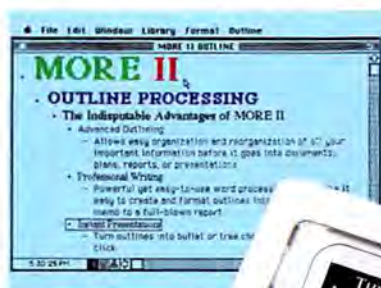 File Edit Window Library Format Outline
MORE II OUTLINE
MORE II
OUTLINE PROCESSING
The Indisputable Advantages of MORE II
Advanced Outlining
— Allows easy organization and reorganization of all your
important information before it goes into documents,
plans, reports, or presentations
Professional Writing
— Powerful yet easy-to-use word process
easy to create and format outlines
memo to a full-blown report
Instant Presentations
— Turn outlines into bullet or tree
click.